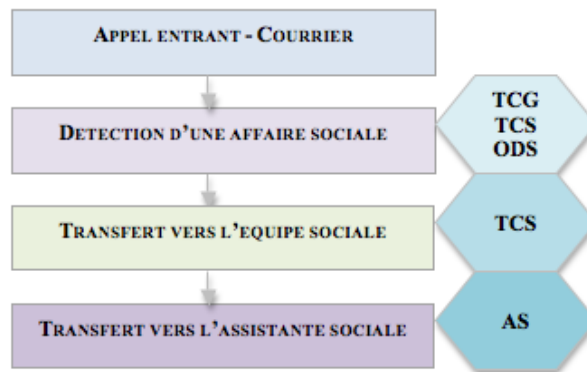 APPEL ENTRANT - COURRIER
DETECTION D'UNE AFFAIRE SOCIALE
TCG
TCS
ODS
TRANSFERT VERS L'EQUIPE SOCIALE
TCS
TRANSFERT VERS L'ASSISTANTE SOCIALE
AS